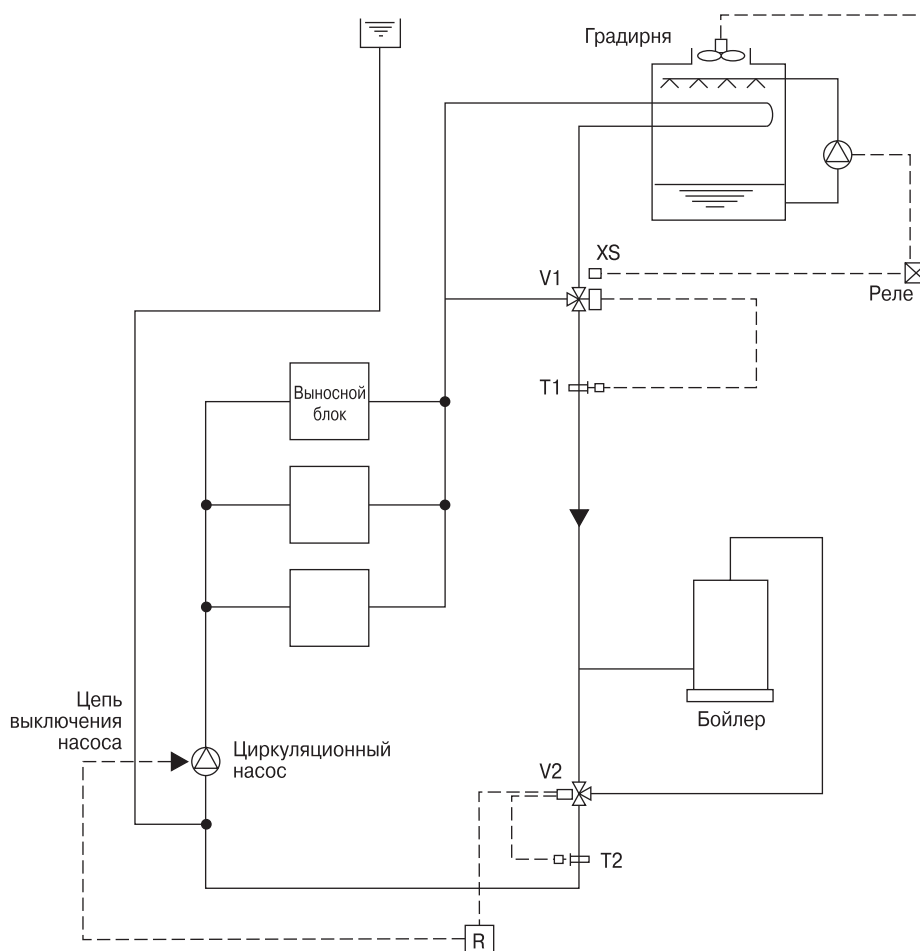 Градирня
XS
V1
Реле
T1
Выносной
блок
Цепь
выключения
насоса
Бойлер
Циркуляционный
насос
V2
T2
R